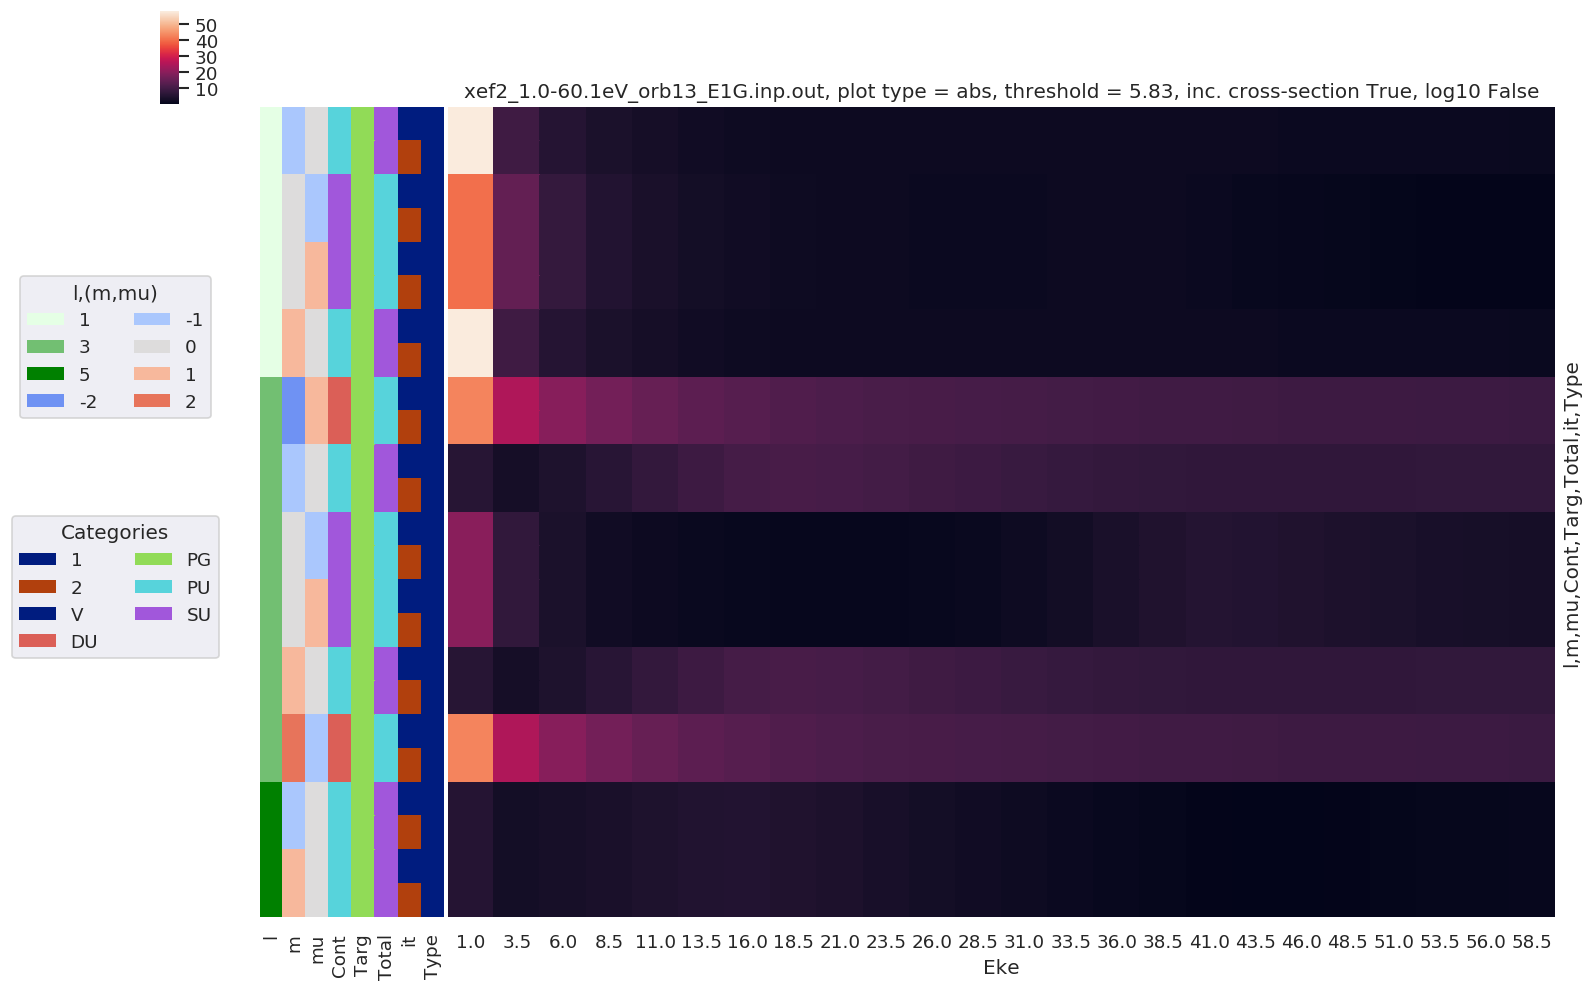 50
40
30
20
10
xef2_1.0-60.1eV_orb13_E1G.inp.out, plot type = abs, threshold = 5.83, inc. cross-section True, log10 False
l,(m,mu)
1 -1
3 0
5 1
-2 2
Categories
1 PG
2 PU
V SU
DU
l,m,mu,Cont,Targ,Total,it,Type
l m mu Cont Targ Total it Type
1.0 3.5 6.0 8.5 11.0 13.5 16.0 18.5 21.0 23.5 26.0 28.5 31.0 33.5 36.0 38.5 41.0 43.5 46.0 48.5 51.0 53.5 56.0 58.5
Eke